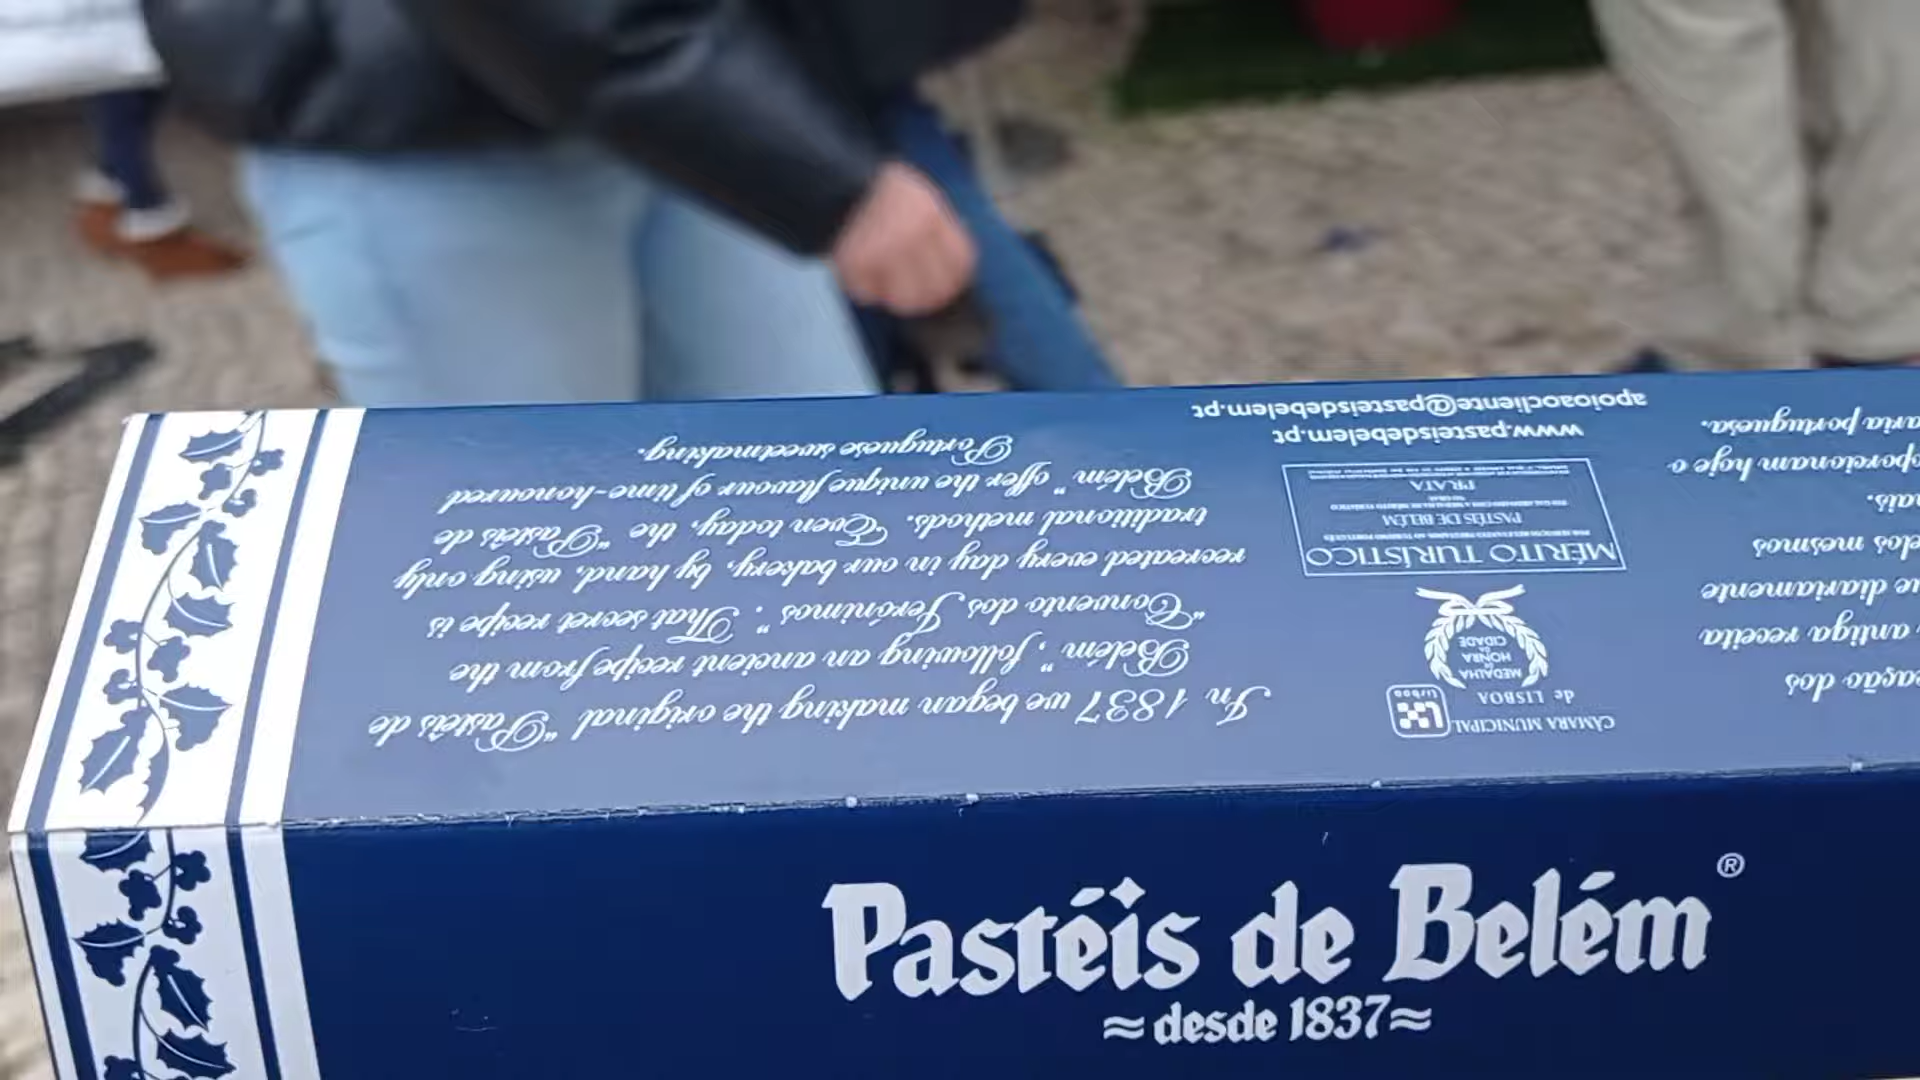 In 1837 we began making the original "Pastéis de
Belém", following an ancient recipe from the
"Convento dos Jerónimos". That secret recipe is
recreated every day in our bakery, by hand, using only
traditional methods. Even today, the "Pastéis de
Belém" offer the unique flavour of time-honoured
Portuguese sweetmaking.
CÂMARA MUNICIPAL
de LISBOA
Lisboa
MEDALHA
DE
HONRA
CIDADE
MÉRITO TURÍSTICO
PASTÉIS DE BELÉM
PRATA
www.pasteisdebelem.pt
apoioaocliente@pasteisdebelem.pt
dos
antiga receita
diariamente
mesmos
hoje o
portuguesa.
Pastéis de Belém®
≈desde 1837≈